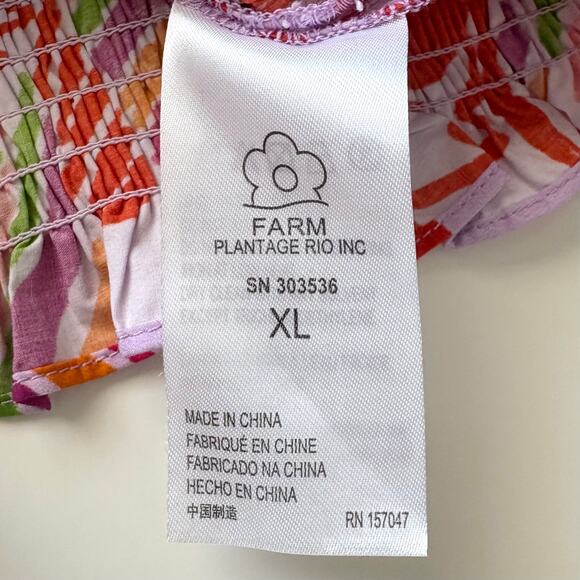 FARM
PLANTAGE RIO INC
SN 303536
XL
MADE IN CHINA
FABRIQUÉ EN CHINE
FABRICADO NA CHINA
HECHO EN CHINA
中国制造
RN 157047